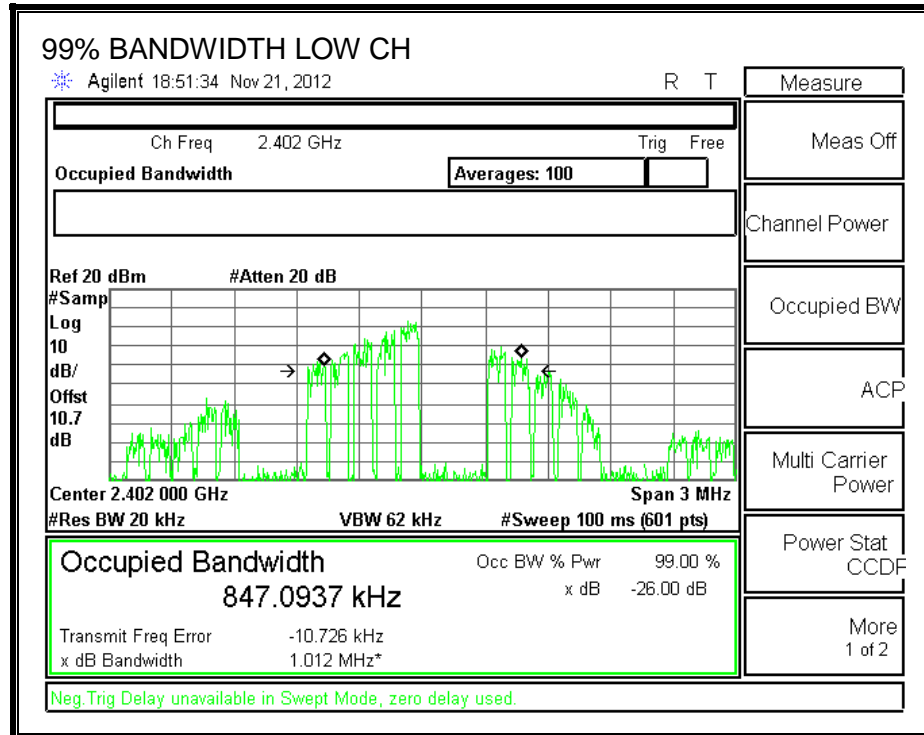 99% BANDWIDTH LOW CH
Agilent 18:51:34 Nov 21, 2012 R T
Measure
Ch Freq 2.402 GHz Trig Free
Meas Off
Occupied Bandwidth Averages: 100
Channel Power
Ref 20 dBm #Atten 20 dB
#Samp
Log
10
dB/
Offst
10.7
dB
Occupied BW
ACP
Center 2.402 000 GHz Span 3 MHz
#Res BW 20 kHz VBW 62 kHz #Sweep 100 ms (601 pts)
Multi Carrier
Power
Occupied Bandwidth Occ BW % Pwr 99.00 %
847.0937 kHz x dB -26.00 dB
Power Stat
CCDF
Transmit Freq Error -10.726 kHz
x dB Bandwidth 1.012 MHz*
More
1 of 2
Neg.Trig Delay unavailable in Swept Mode, zero delay used.